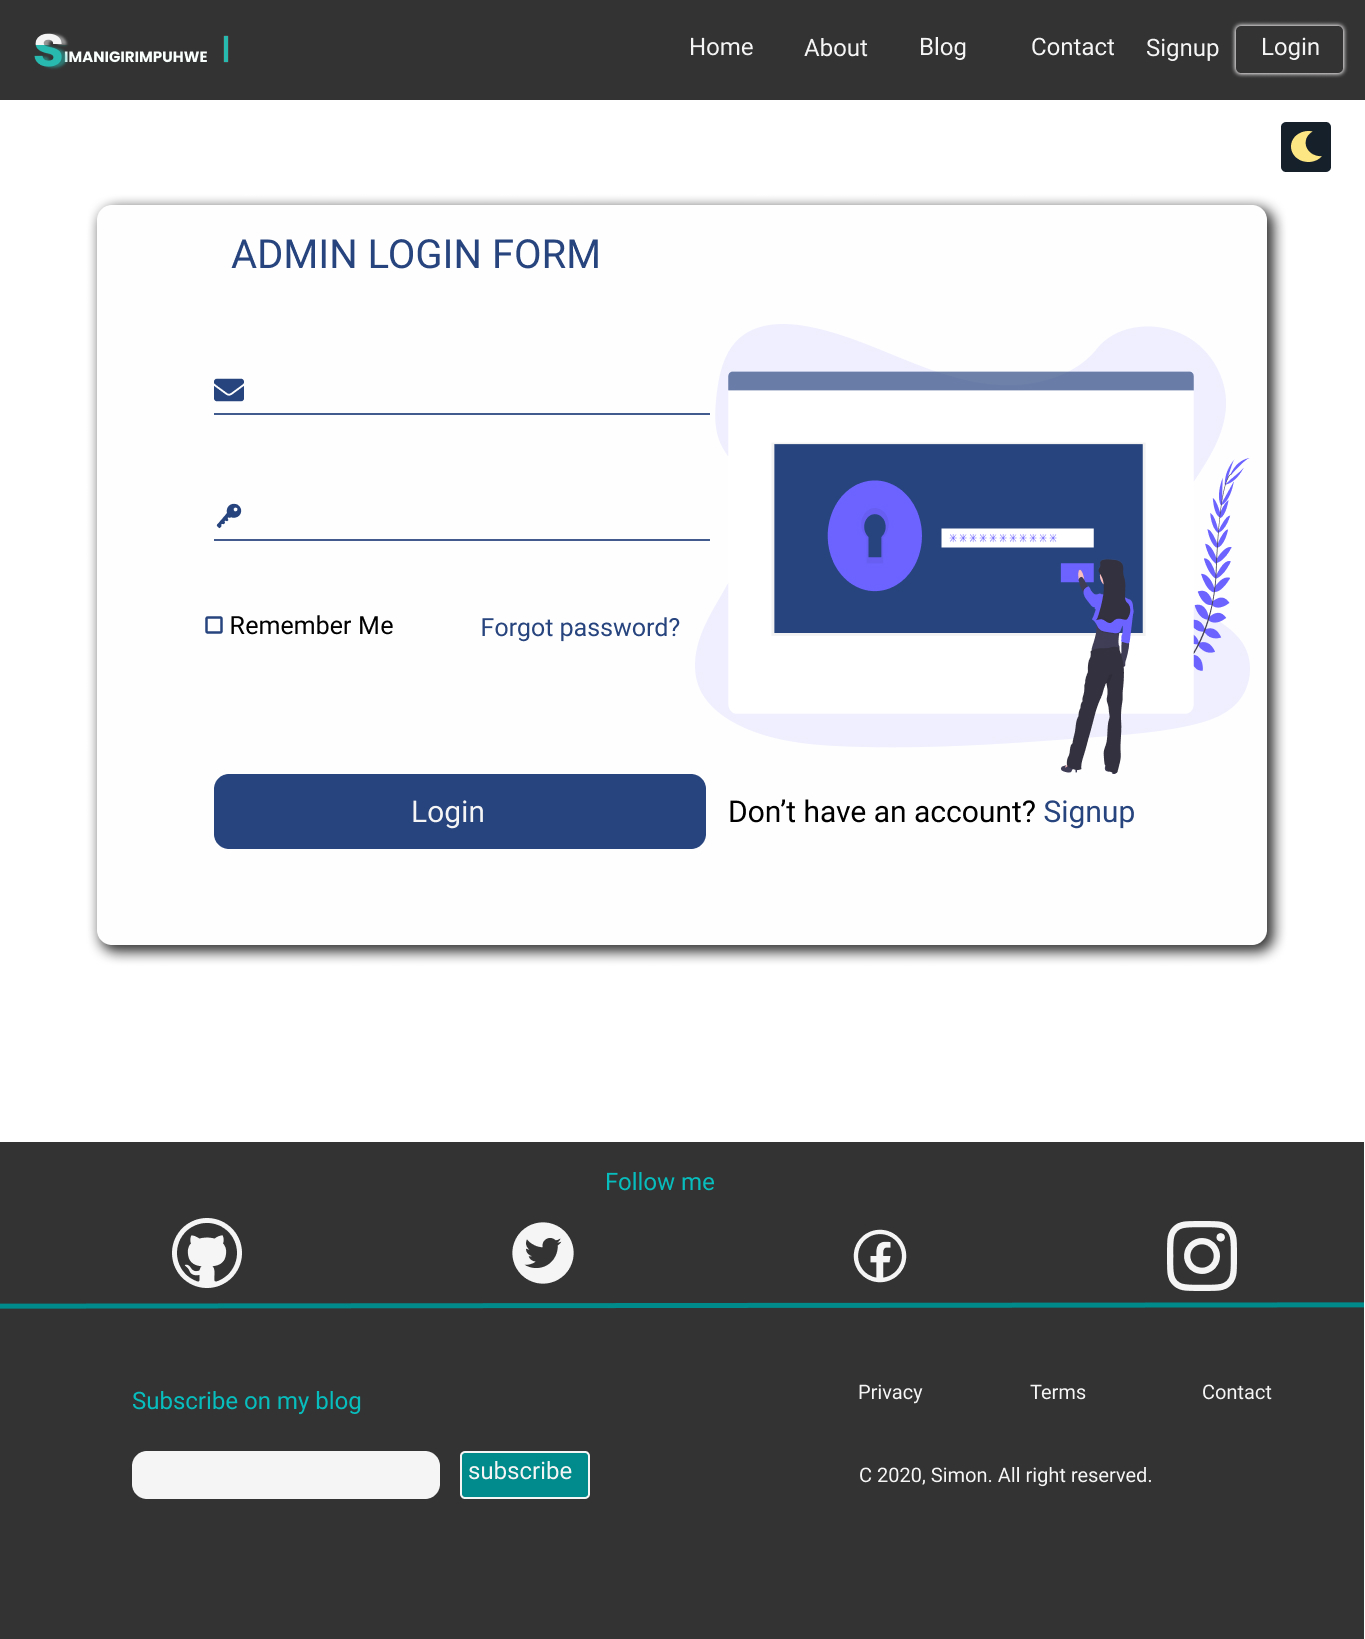 SIMANIGIRIMPUHWE
Home About Blog Contact Signup Login
ADMIN LOGIN FORM
***********
Remember Me Forgot password?
Login Don’t have an account? Signup
Follow me
Subscribe on my blog
Privacy Terms Contact
subscribe
C 2020, Simon. All right reserved.